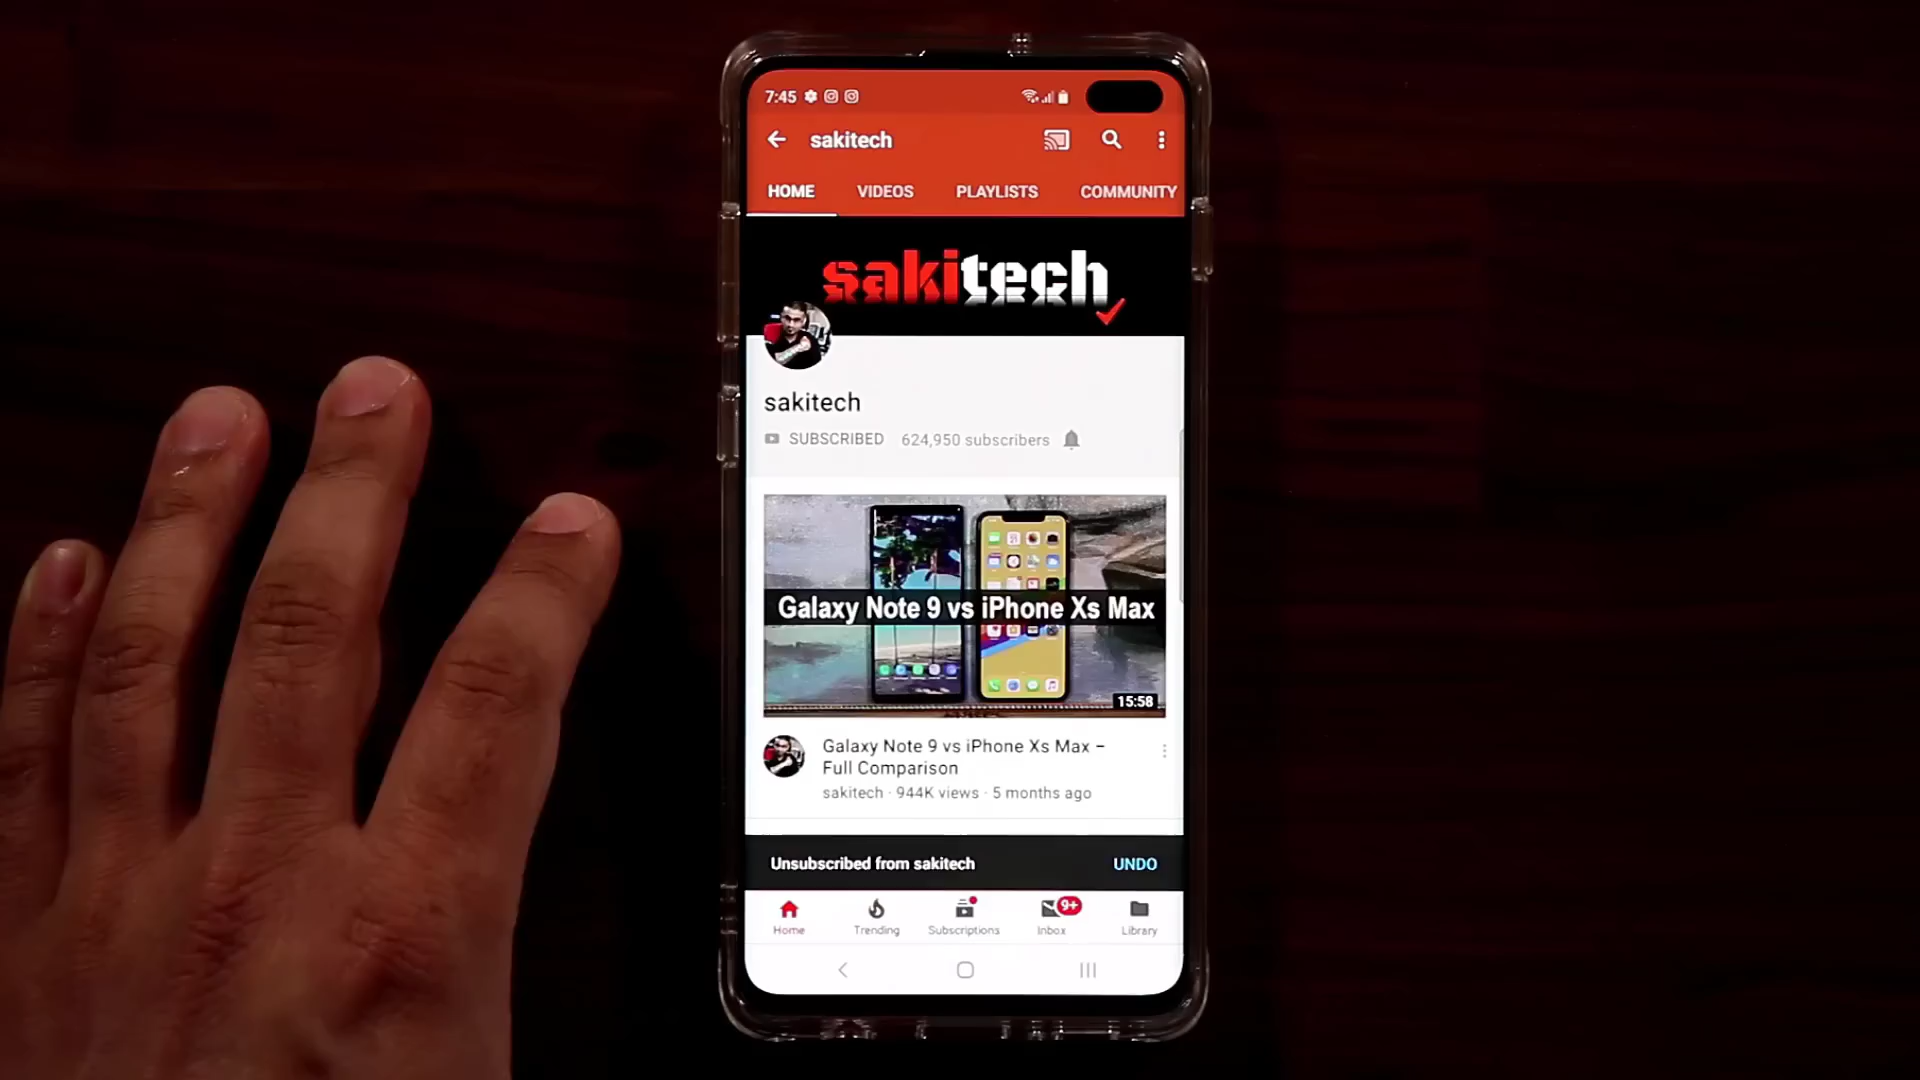 7:45
sakitech
HOME VIDEOS PLAYLISTS COMMUNITY
sakitech
sakitech
SUBSCRIBED 624,950 subscribers
Galaxy Note 9 vs iPhone Xs Max
15:58
Galaxy Note 9 vs iPhone Xs Max –
Full Comparison
sakitech · 944K views · 5 months ago
Unsubscribed from sakitech UNDO
9+
Home Trending Subscriptions Inbox Library